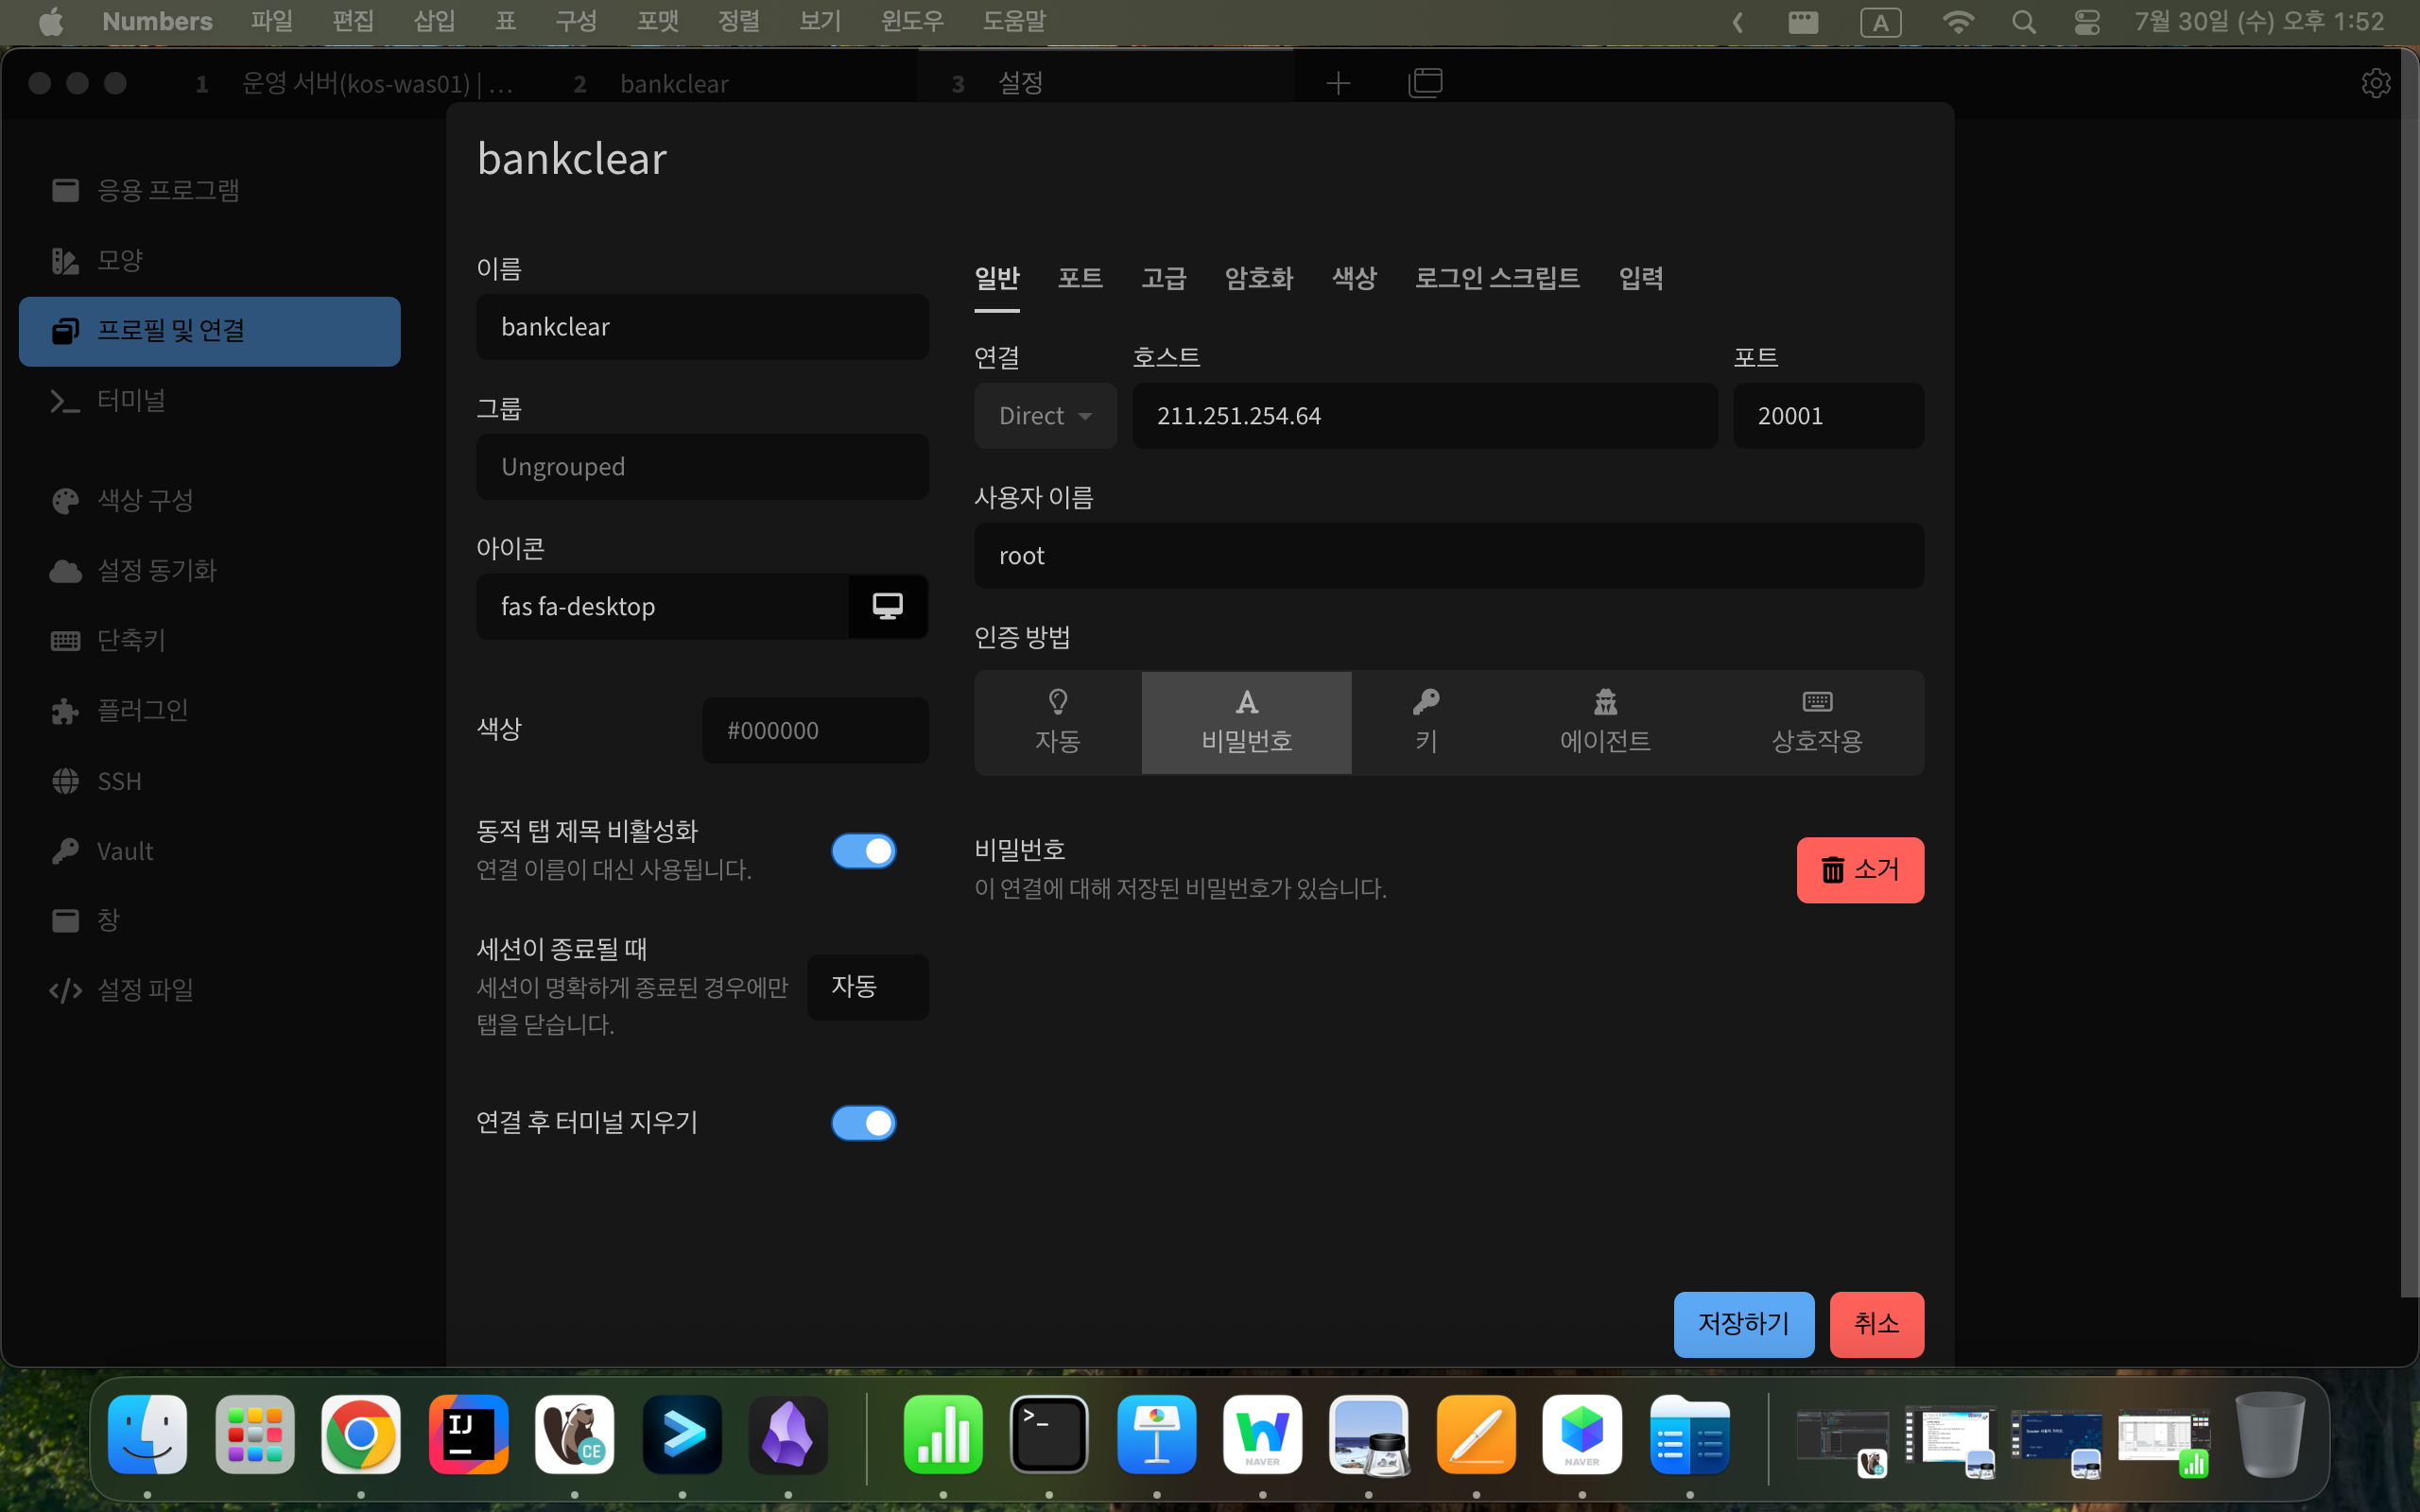 Numbers 파일 편집 삽입 표 구성 포맷 정렬 보기 윈도우 도움말 A 7월 30일 (수) 오후 1:52
1 운영 서버(kos-was01) | … 2 bankclear 3 설정
응용 프로그램
모양
프로필 및 연결
터미널
색상 구성
설정 동기화
단축키
플러그인
SSH
Vault
창
설정 파일
bankclear
이름
bankclear
그룹
Ungrouped
아이콘
fas fa-desktop
색상 #000000
동적 탭 제목 비활성화
연결 이름이 대신 사용됩니다.
세션이 종료될 때
세션이 명확하게 종료된 경우에만
탭을 닫습니다.
자동
연결 후 터미널 지우기
일반 포트 고급 암호화 색상 로그인 스크립트 입력
연결 호스트 포트
Direct 211.251.254.64 20001
사용자 이름
root
인증 방법
자동 비밀번호 키 에이전트 상호작용
비밀번호
이 연결에 대해 저장된 비밀번호가 있습니다.
소거
저장하기 취소
IJ
CE
>_
NAVER
NAVER